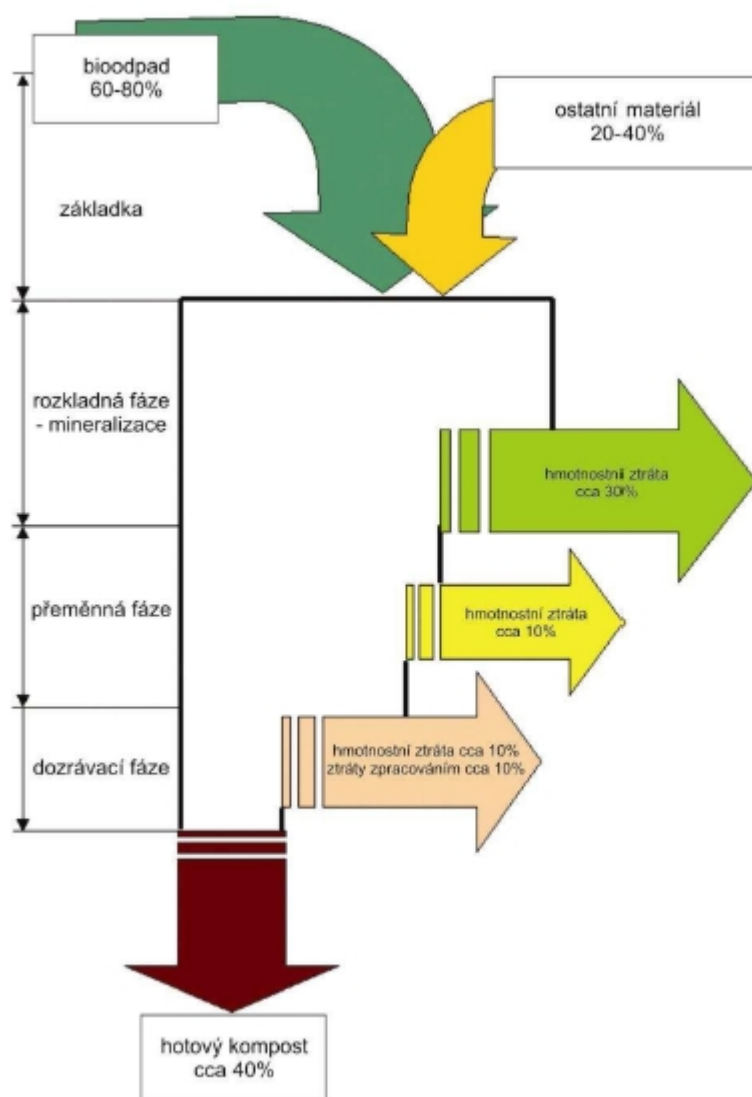 bioodpad
60-80%
ostatní materiál
20-40%
základka
rozkladná fáze
- mineralizace
hmotnostní ztráta
cca 30%
přeměnná fáze
hmotnostní ztráta
cca 10%
dozrávací fáze
hmotnostní ztráta cca 10%
ztráty zpracováním cca 10%
hotový kompost
cca 40%